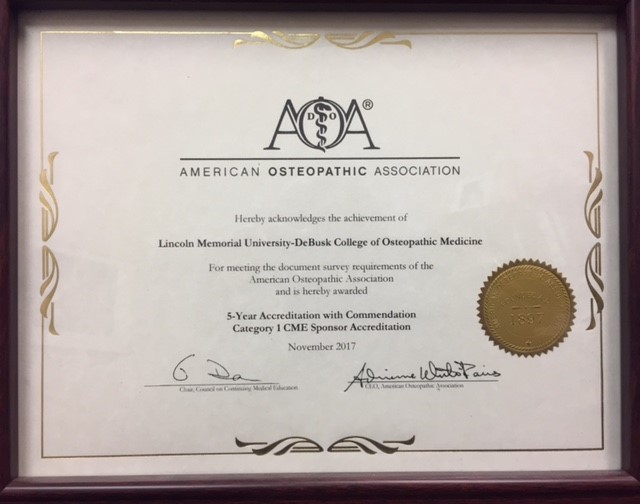 AOA®
D O
AMERICAN OSTEOPATHIC ASSOCIATION
Hereby acknowledges the achievement of
Lincoln Memorial University-DeBusk College of Osteopathic Medicine
For meeting the document survey requirements of the
American Osteopathic Association
and is hereby awarded
5-Year Accreditation with Commendation
Category 1 CME Sponsor Accreditation
November 2017
Chair, Council on Continuing Medical Education
CEO, American Osteopathic Association
1897